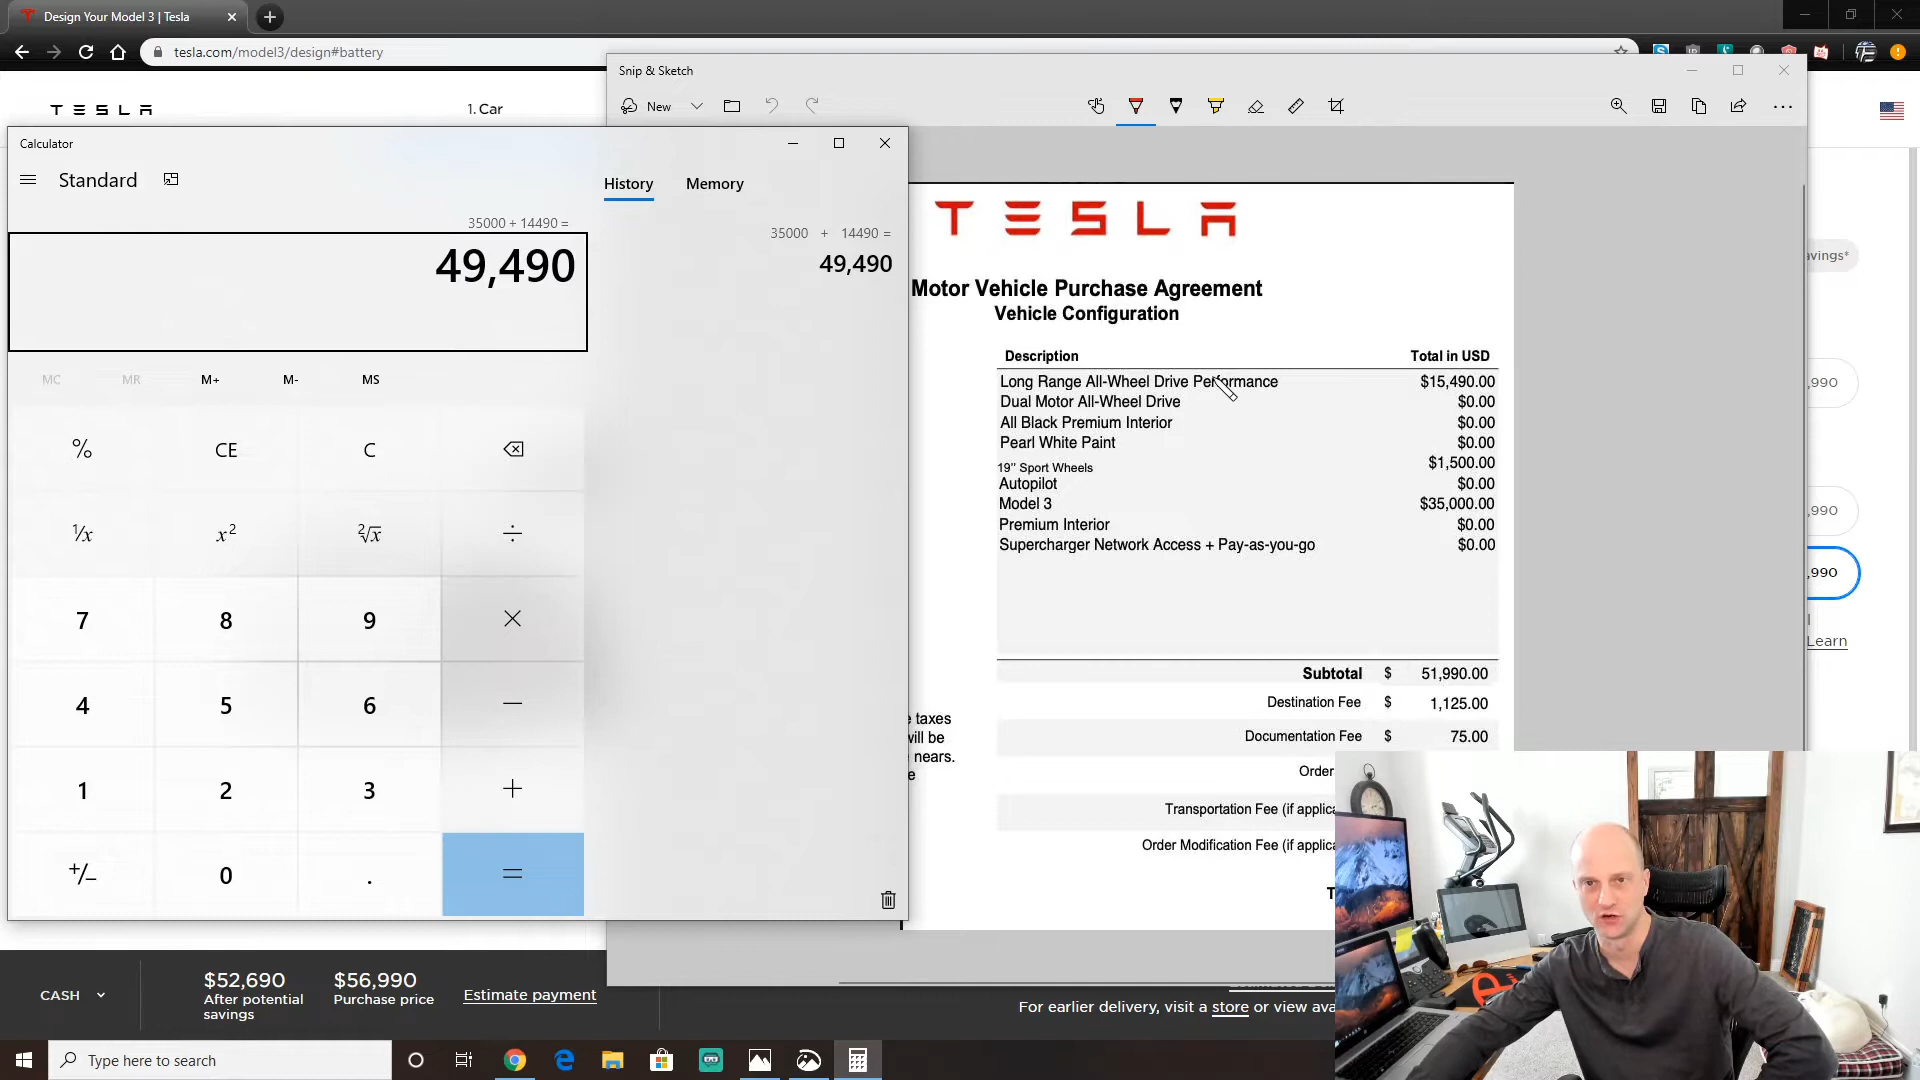 Design Your Model 3 | Tesla
tesla.com/model3/design#battery
TESLA
1. Car
Snip & Sketch
New
Calculator
Standard
History
Memory
35000 + 14490 =
49,490
35000 + 14490 =
49,490
MC MR M+ M- MS
% CE C
1/x x2 2√x ÷
7 8 9 ×
4 5 6 −
1 2 3 +
+/− 0 . =
TESLA
Motor Vehicle Purchase Agreement
Vehicle Configuration
Description Total in USD
Long Range All-Wheel Drive Performance $15,490.00
Dual Motor All-Wheel Drive $0.00
All Black Premium Interior $0.00
Pearl White Paint $0.00
19" Sport Wheels $1,500.00
Autopilot $0.00
Model 3 $35,000.00
Premium Interior $0.00
Supercharger Network Access + Pay-as-you-go $0.00
Subtotal $ 51,990.00
Destination Fee $ 1,125.00
Documentation Fee $ 75.00
Order
Transportation Fee (if applica
Order Modification Fee (if applica
e taxes
will be
nears.
e
avings*
,990
,990
,990
Learn
CASH
$52,690
After potential
savings
$56,990
Purchase price
Estimate payment
For earlier delivery, visit a store or view ava
Type here to search